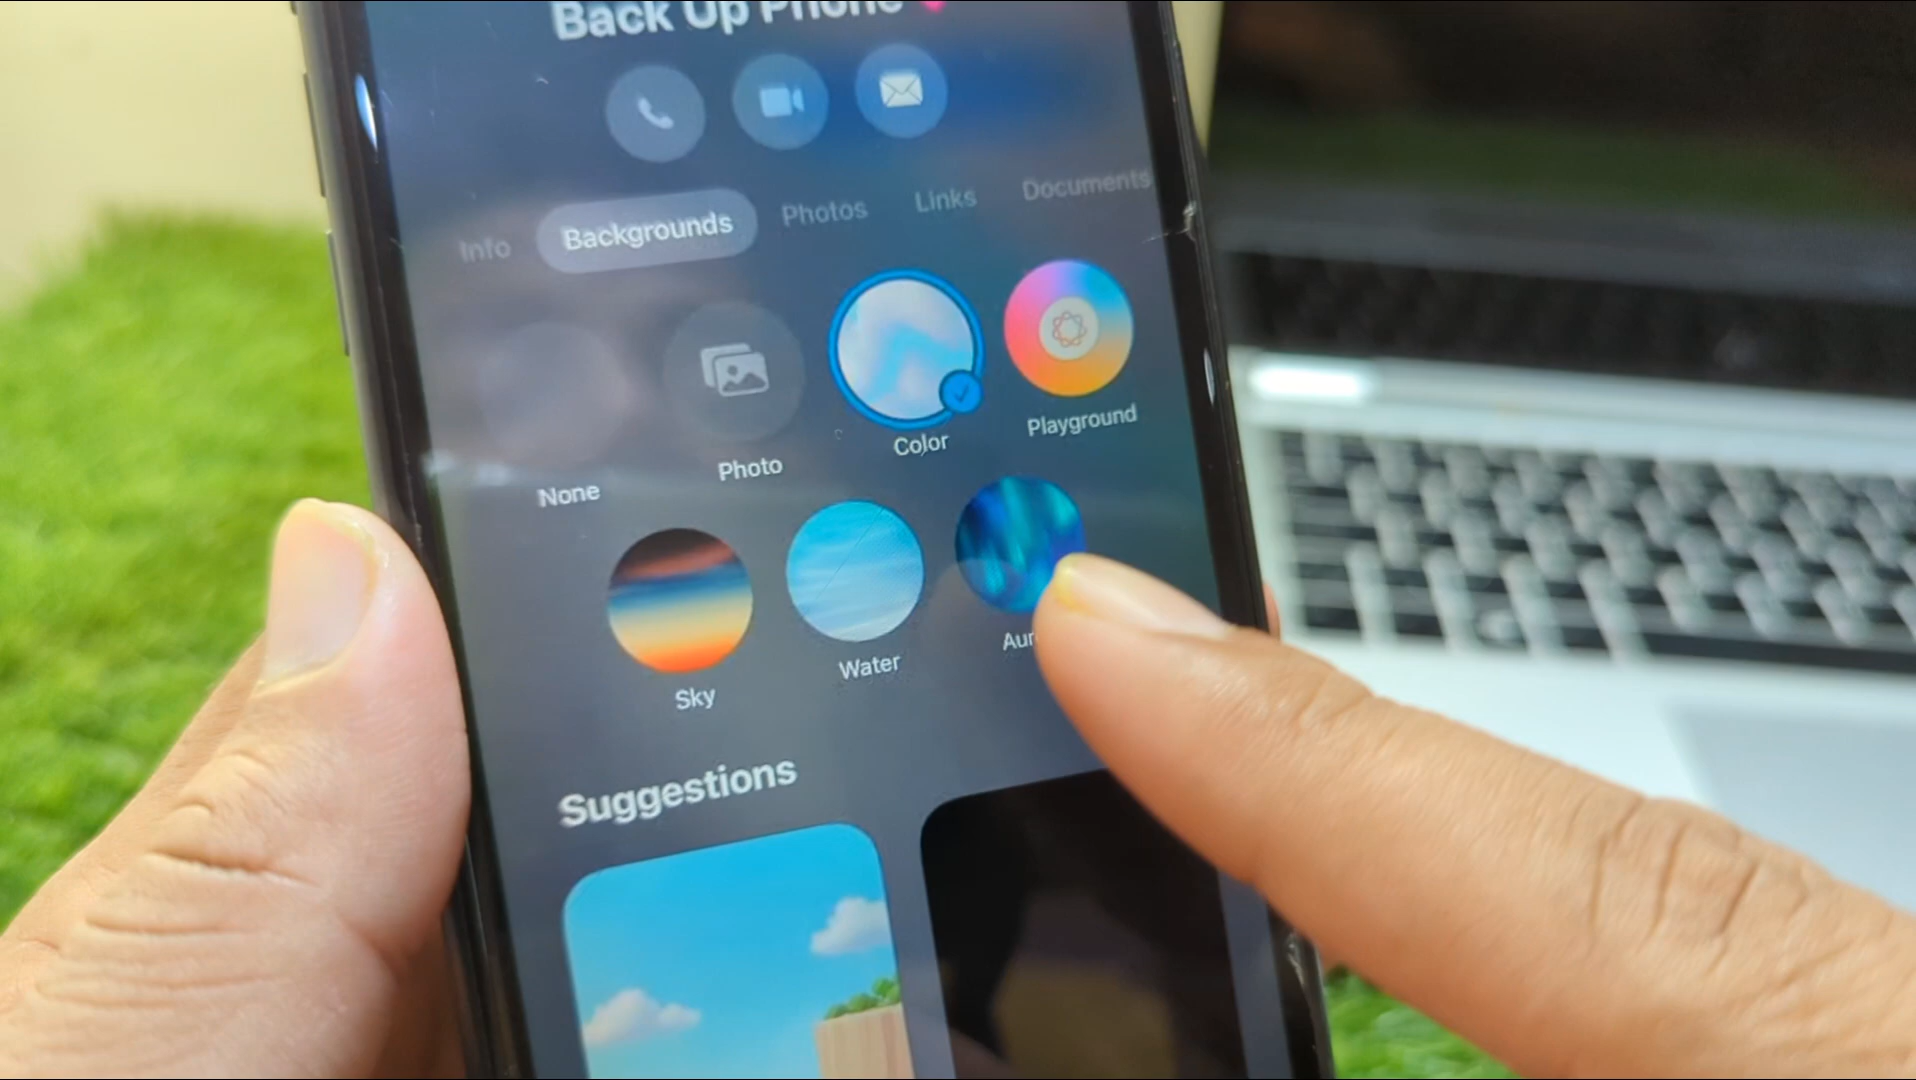 Back Up Phone
Info Backgrounds Photos Links Documents
None Photo Color Playground
Sky Water
Suggestions